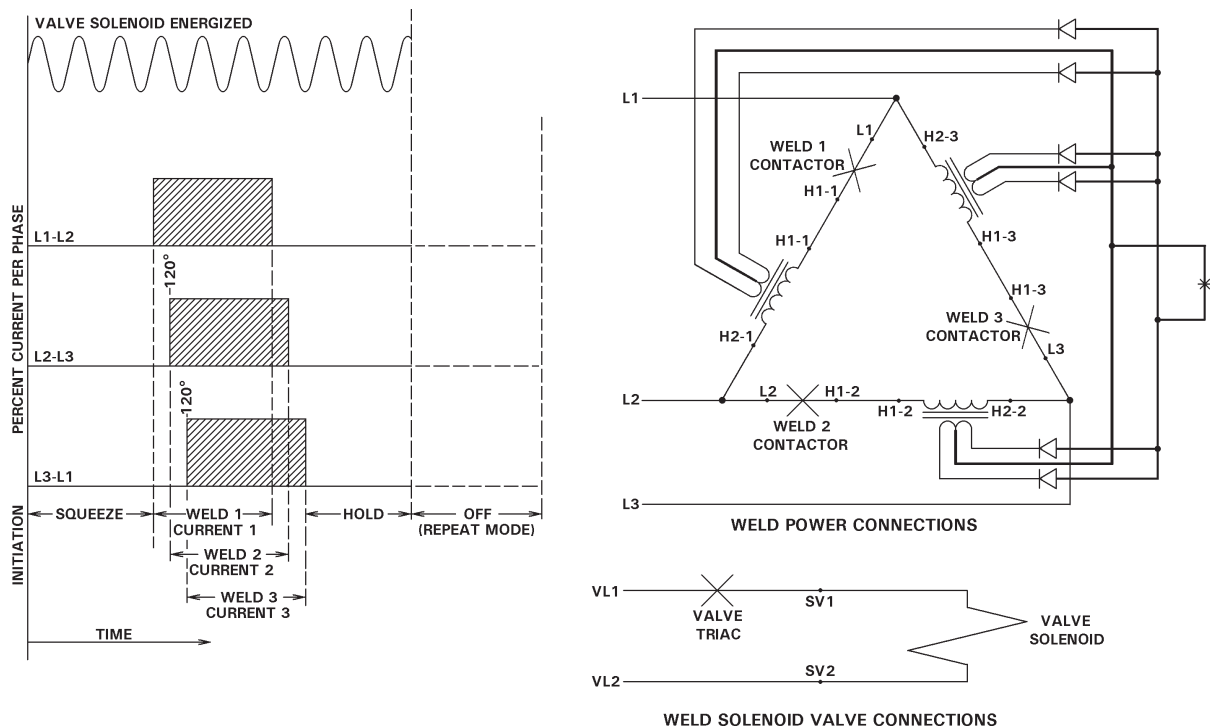 VALVE SOLENOID ENERGIZED
PERCENT CURRENT PER PHASE
INITIATION
L1-L2
120°
L2-L3
120°
L3-L1
SQUEEZE
WELD 1
CURRENT 1
HOLD
OFF
(REPEAT MODE)
WELD 2
CURRENT 2
WELD 3
CURRENT 3
TIME
L1
L1
H2-3
WELD 1
CONTACTOR
H1-1
H1-1
H1-3
H1-3
WELD 3
CONTACTOR
H2-1
L3
L2
L2
H1-2
H1-2
H2-2
WELD 2
CONTACTOR
L3
WELD POWER CONNECTIONS
VL1
SV1
VALVE
TRIAC
VALVE
SOLENOID
SV2
VL2
WELD SOLENOID VALVE CONNECTIONS